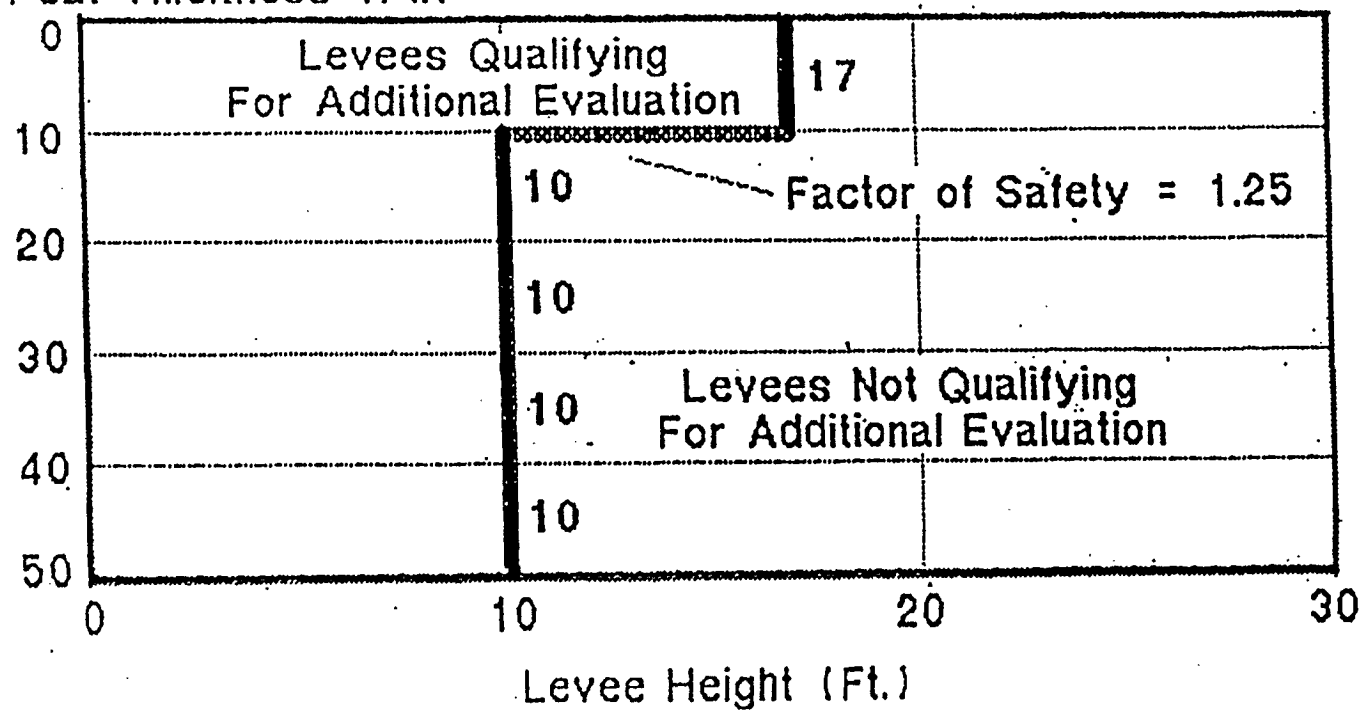 0
Levees Qualifying
For Additional Evaluation
17
10
10
Factor of Safety = 1.25
20
10
30
Levees Not Qualifying
10
For Additional Evaluation
40
10
50
0
10
20
30
Levee Height (Ft.)